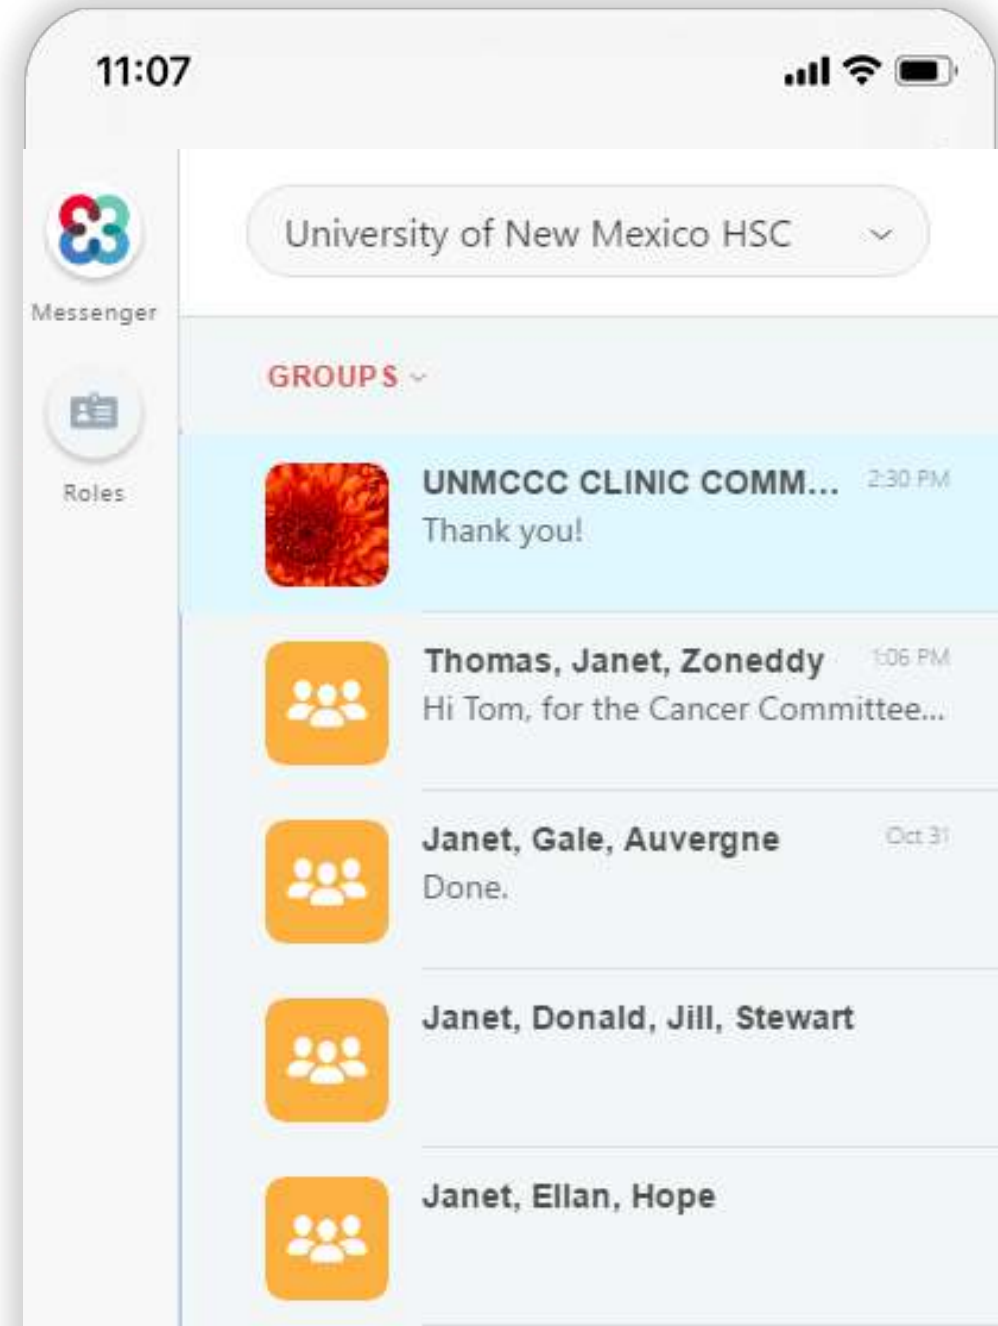 11:07
University of New Mexico HSC
Messenger
GROUPS
Roles
UNMCCC CLINIC COMM... 2:30 PM
Thank you!
Thomas, Janet, Zoneddy 1:06 PM
Hi Tom, for the Cancer Committee...
Janet, Gale, Auvergne Oct 31
Done.
Janet, Donald, Jill, Stewart
Janet, Ellan, Hope